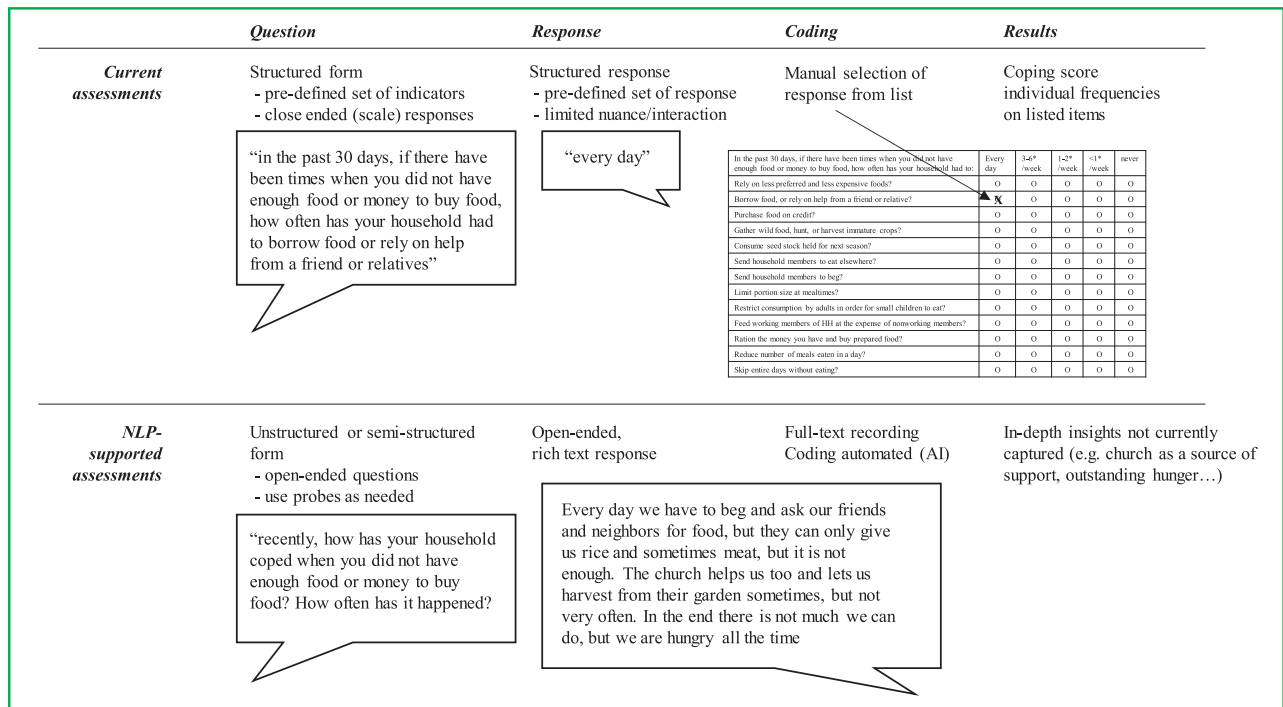 Question Response Coding Results
Current
assessments
Structured form
- pre-defined set of indicators
- close ended (scale) responses
“in the past 30 days, if there have
been times when you did not have
enough food or money to buy food,
how often has your household had
to borrow food or rely on help
from a friend or relatives”
Structured response
- pre-defined set of response
- limited nuance/interaction
“every day”
Manual selection of
response from list
Coping score
individual frequencies
on listed items
In the past 30 days, if there have been times when you did not have
enough food or money to buy food, how often has your household had to:
Every
day
3-6*
/week
1-2*
/week
<1*
/week
never
Rely on less preferred and less expensive foods? O O O O O
Borrow food, or rely on help from a friend or relative? X O O O O
Purchase food on credit? O O O O O
Gather wild food, hunt, or harvest immature crops? O O O O O
Consume seed stock held for next season? O O O O O
Send household members to eat elsewhere? O O O O O
Send household members to beg? O O O O O
Limit portion size at mealtimes? O O O O O
Restrict consumption by adults in order for small children to eat? O O O O O
Feed working members of HH at the expense of nonworking members? O O O O O
Ration the money you have and buy prepared food? O O O O O
Reduce number of meals eaten in a day? O O O O O
Skip entire days without eating? O O O O O
NLP-
supported
assessments
Unstructured or semi-structured
form
- open-ended questions
- use probes as needed
“recently, how has your household
coped when you did not have
enough food or money to buy
food? How often has it happened?
Open-ended,
rich text response
Full-text recording
Coding automated (AI)
Every day we have to beg and ask our friends
and neighbors for food, but they can only give
us rice and sometimes meat, but it is not
enough. The church helps us too and lets us
harvest from their garden sometimes, but not
very often. In the end there is not much we can
do, but we are hungry all the time
In-depth insights not currently
captured (e.g. church as a source of
support, outstanding hunger…)